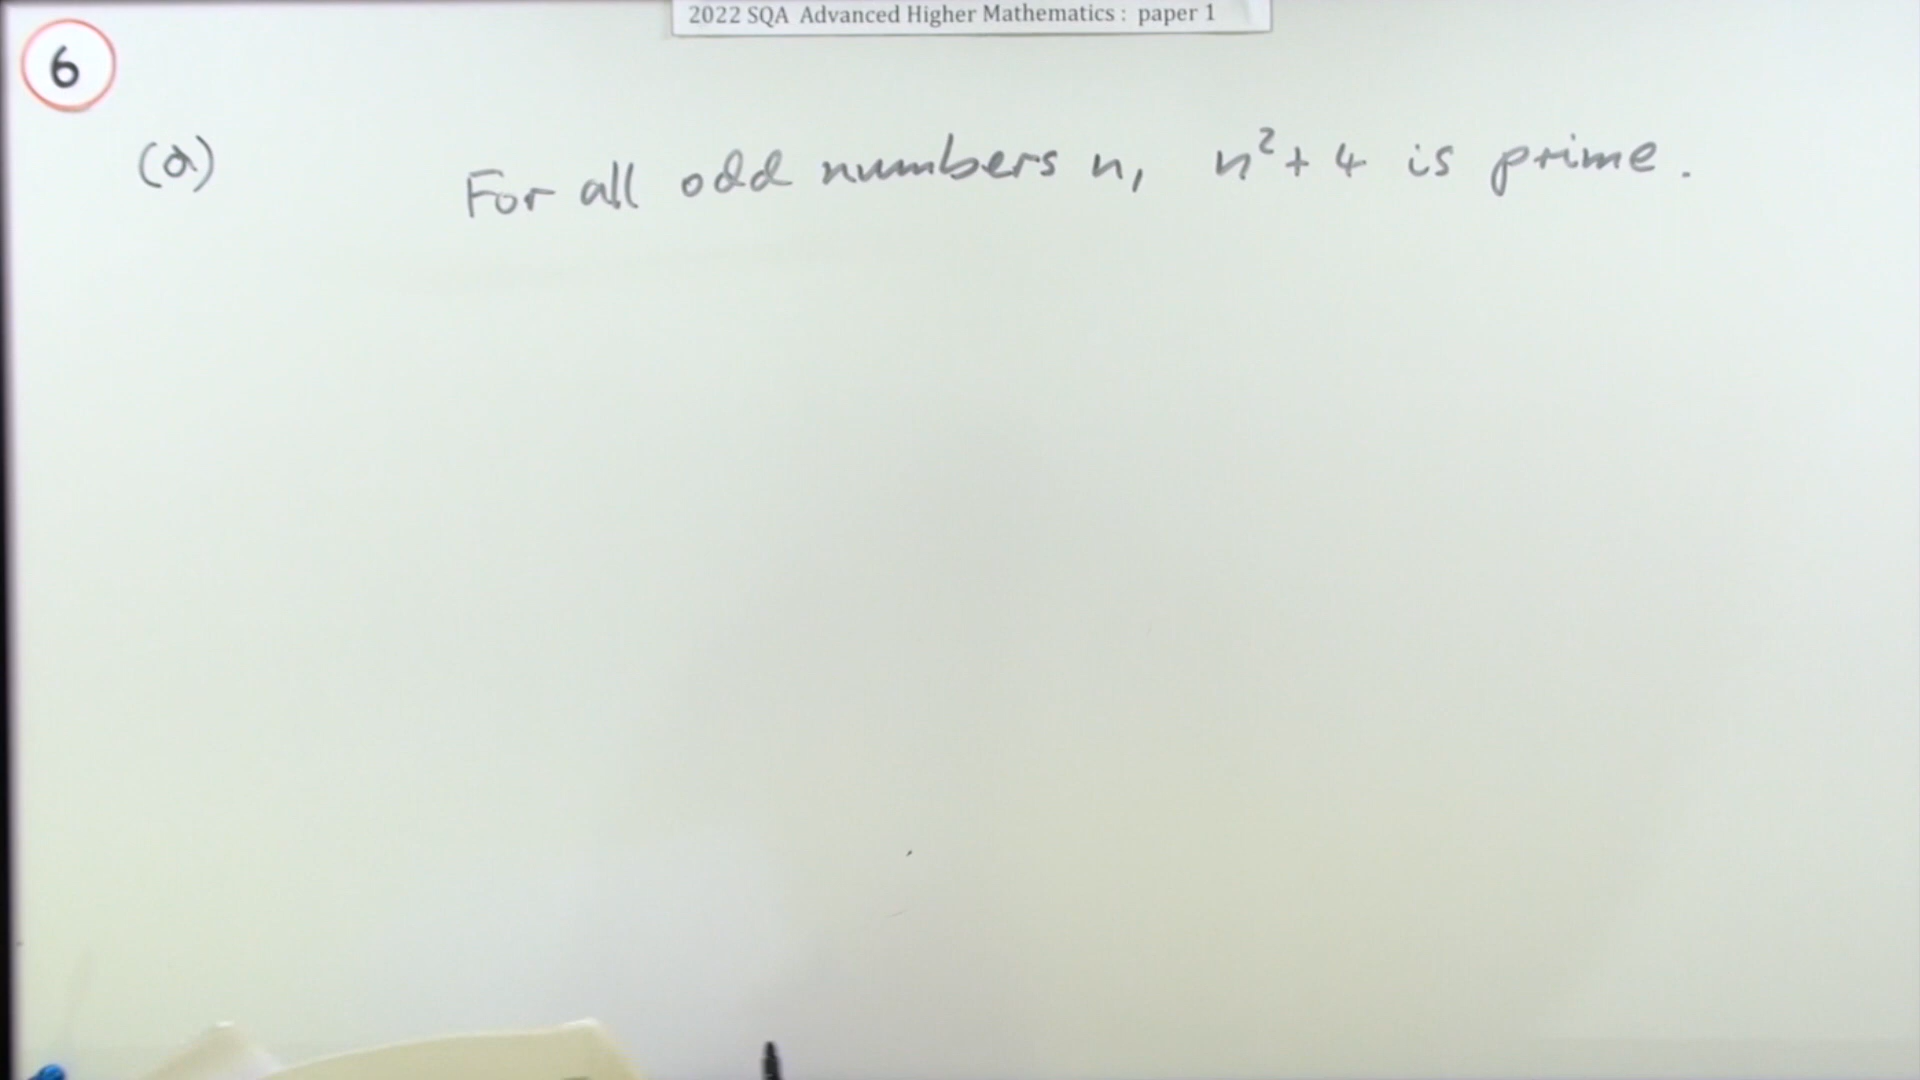 2022 SQA Advanced Higher Mathematics : paper 1
6
(a) For all odd numbers n, n²+4 is prime.